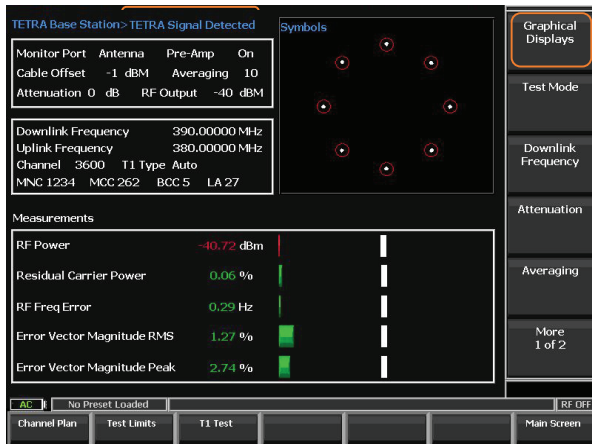 TETRA Base Station>TETRA Signal Detected
Symbols
Monitor Port Antenna Pre-Amp On
Cable Offset -1 dBM Averaging 10
Attenuation 0 dB RF Output -40 dBM
Downlink Frequency 390.00000 MHz
Uplink Frequency 380.00000 MHz
Channel 3600 T1 Type Auto
MNC 1234 MCC 262 BCC 5 LA 27
Measurements
RF Power -40.72 dBm
Residual Carrier Power 0.06 %
RF Freq Error 0.29 Hz
Error Vector Magnitude RMS 1.27 %
Error Vector Magnitude Peak 2.74 %
Graphical
Displays
Test Mode
Downlink
Frequency
Attenuation
Averaging
More
1 of 2
AC No Preset Loaded RF OFF
Channel Plan Test Limits T1 Test Main Screen